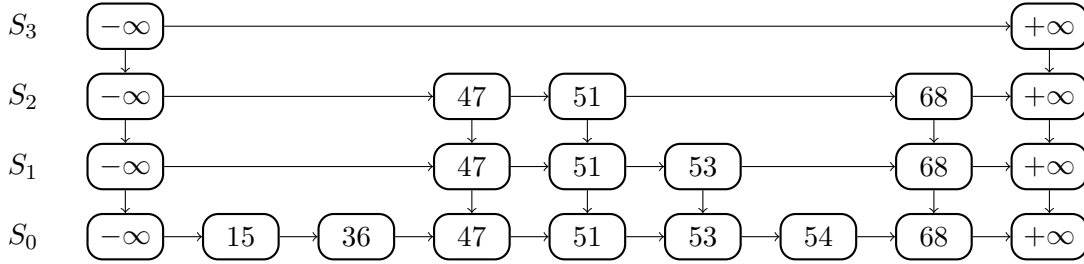 S₃ −∞ +∞
S₂ −∞ 47 51 68 +∞
S₁ −∞ 47 51 53 68 +∞
S₀ −∞ 15 36 47 51 53 54 68 +∞